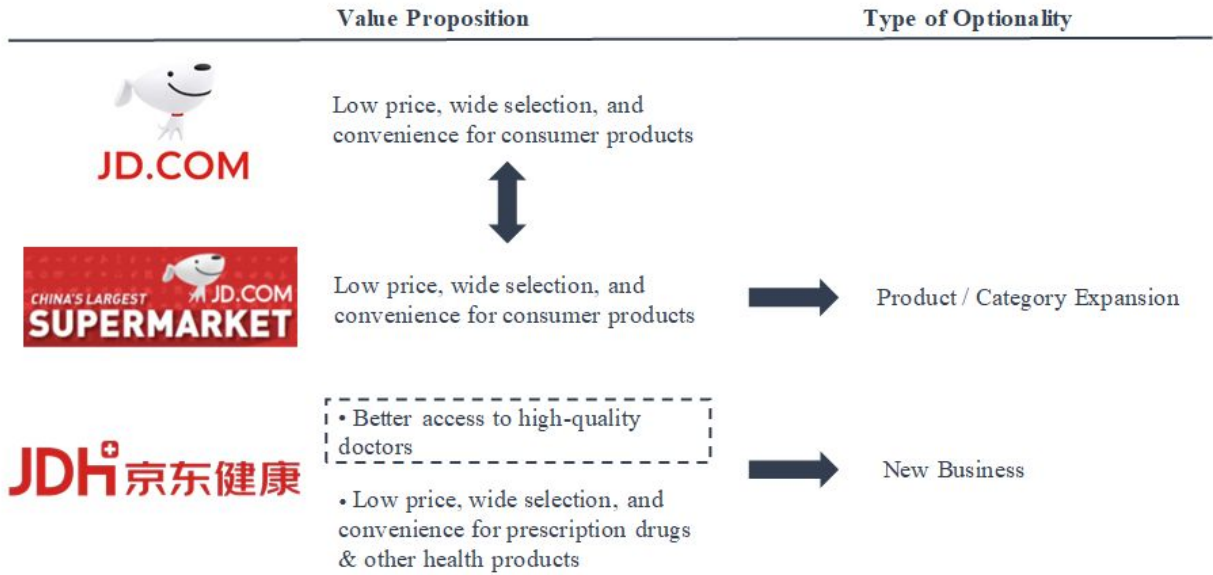 Value Proposition
Type of Optionality
JD.COM
Low price, wide selection, and
convenience for consumer products
CHINA'S LARGEST
JD.COM
SUPERMARKET
Low price, wide selection, and
convenience for consumer products
Product / Category Expansion
JDH 京东健康
• Better access to high-quality
doctors
• Low price, wide selection, and
convenience for prescription drugs
& other health products
New Business